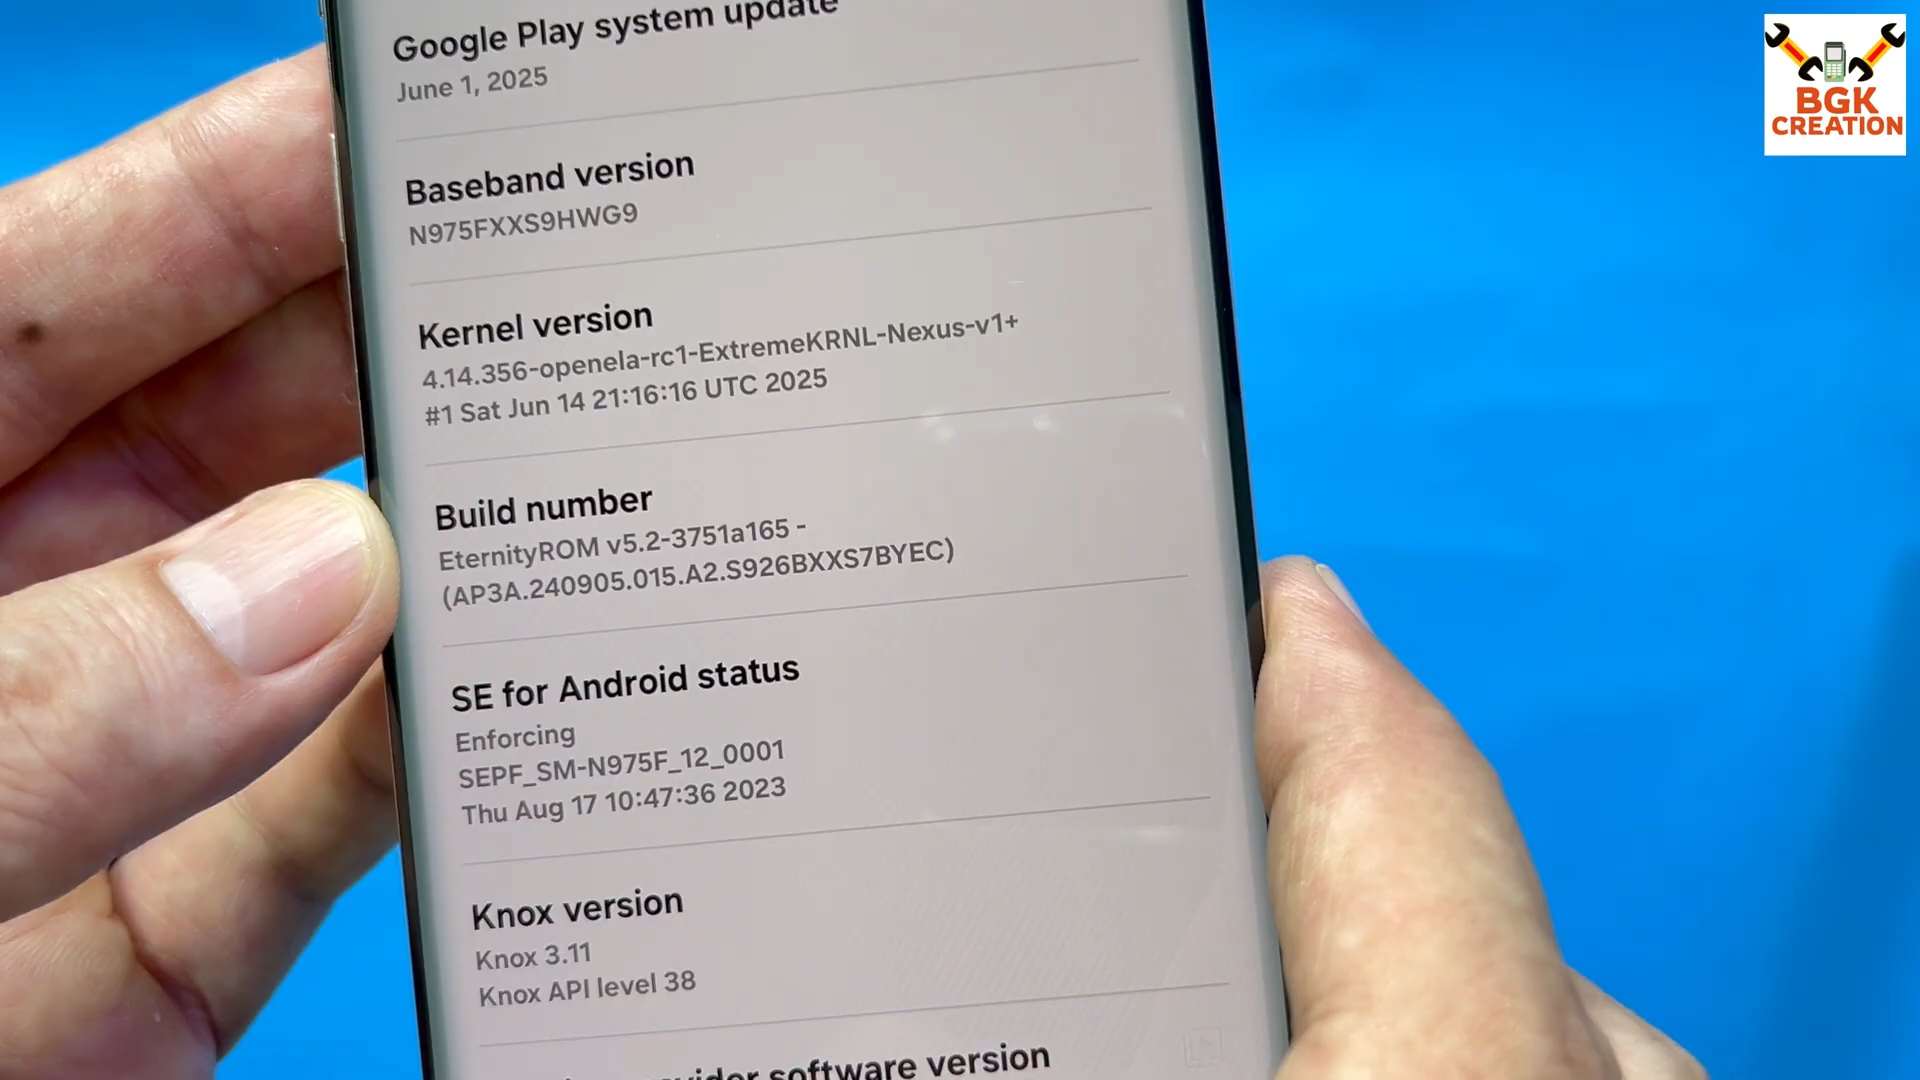 Google Play system update
June 1, 2025
Baseband version
N975FXXS9HWG9
Kernel version
4.14.356-openela-rc1-ExtremeKRNL-Nexus-v1+
#1 Sat Jun 14 21:16:16 UTC 2025
Build number
EternityROM v5.2-3751a165 -
(AP3A.240905.015.A2.S926BXXS7BYEC)
SE for Android status
Enforcing
SEPF_SM-N975F_12_0001
Thu Aug 17 10:47:36 2023
Knox version
Knox 3.11
Knox API level 38
software version
BGK
CREATION